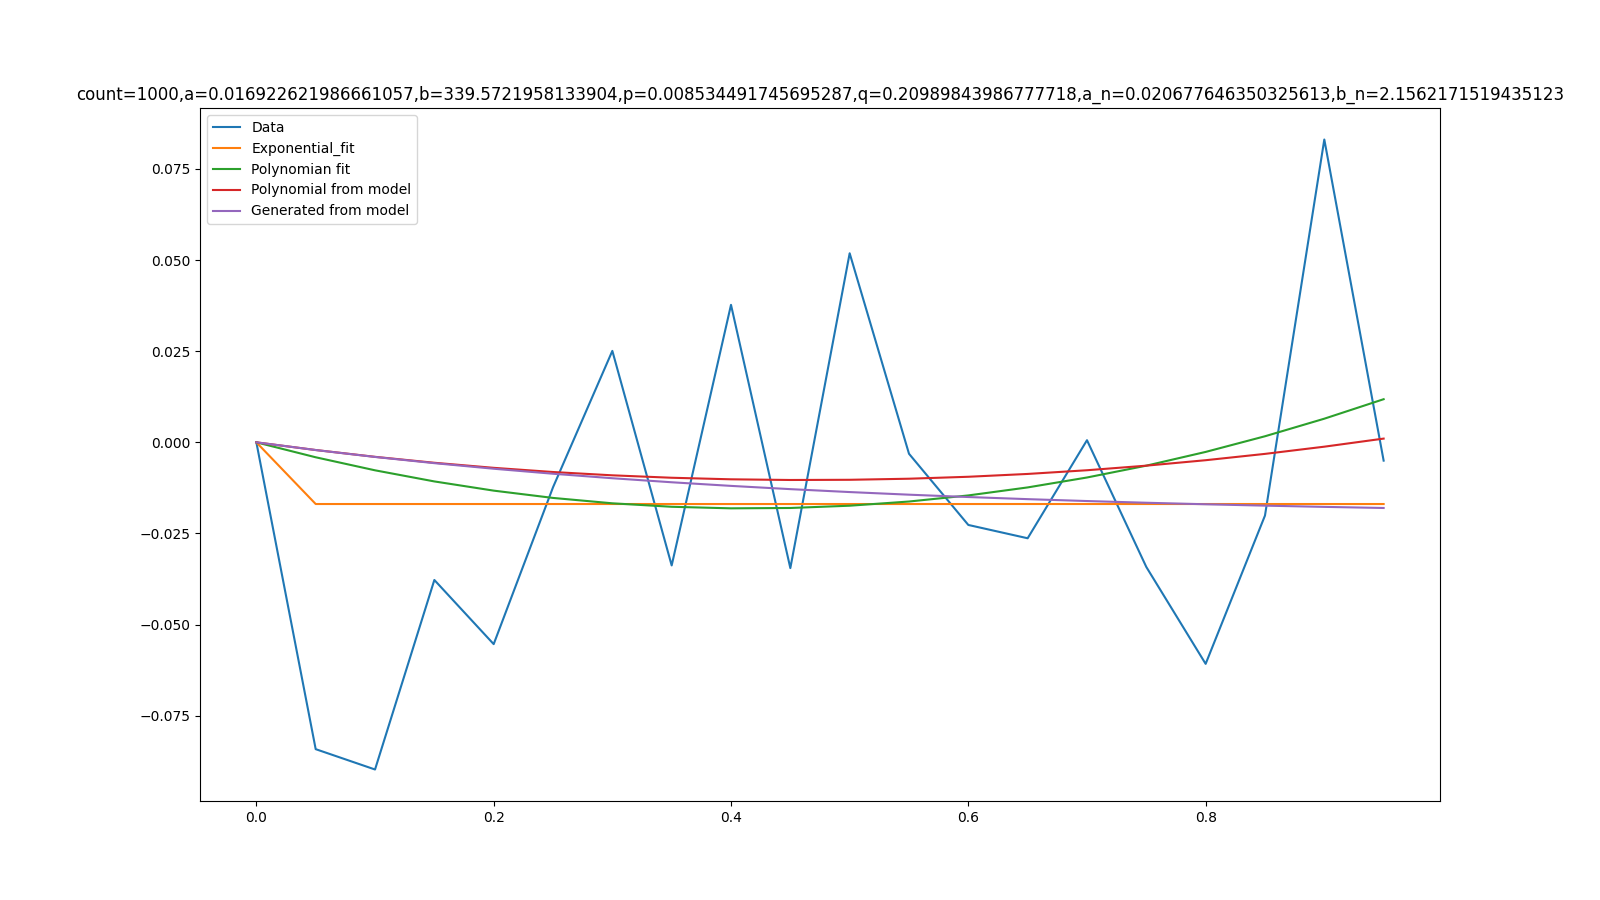 count=1000,a=0.016922621986661057,b=339.5721958133904,p=0.008534491745695287,q=0.20989843986777718,a_n=0.020677646350325613,b_n=2.1562171519435123
Data
Exponential_fit
Polynomian fit
Polynomial from model
Generated from model
0.075
0.050
0.025
0.000
−0.025
−0.050
−0.075
0.0 0.2 0.4 0.6 0.8